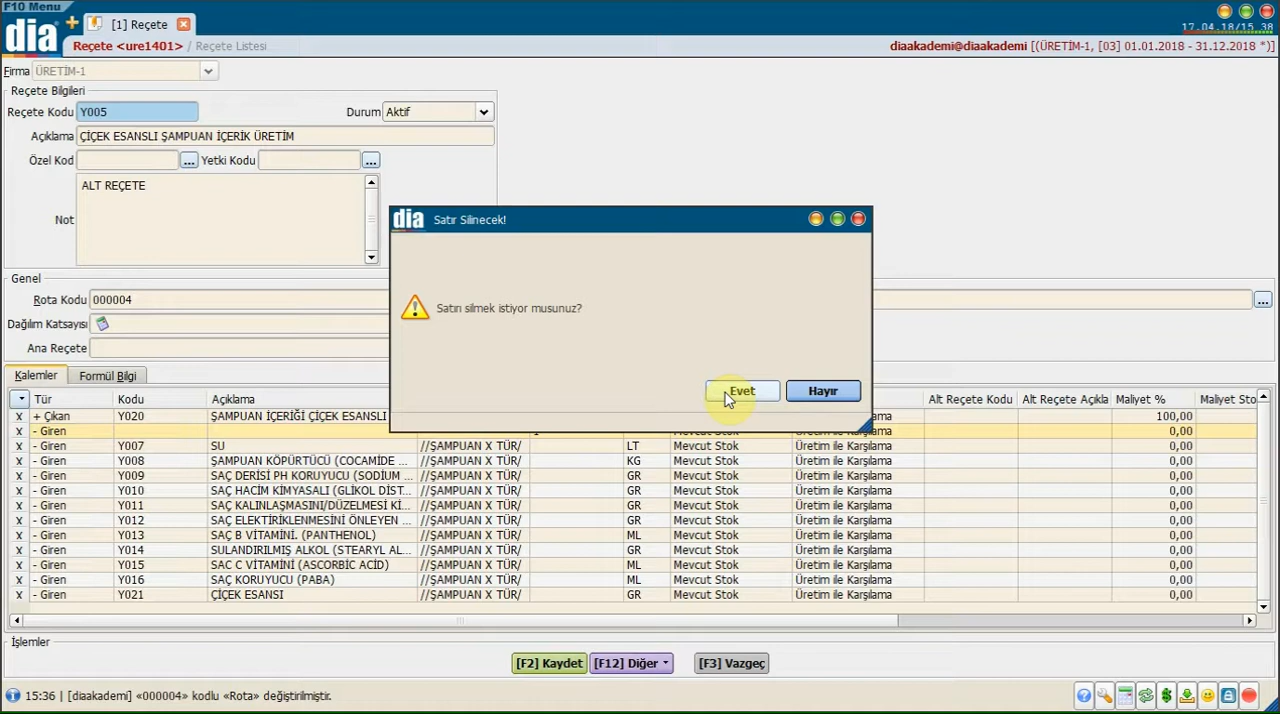 F10 Menu
dia
[1] Reçete
17.04.18/15.38
Reçete <ure1401> / Reçete Listesi
diaakademi@diaakademi [(ÜRETİM-1, [03] 01.01.2018 - 31.12.2018 *)]
Firma ÜRETİM-1
Reçete Bilgileri
Reçete Kodu Y005 Durum Aktif
Açıklama ÇİÇEK ESANSLI ŞAMPUAN İÇERİK ÜRETİM
Özel Kod ... Yetki Kodu ...
Not ALT REÇETE
dia Satır Silinecek!
Satırı silmek istiyor musunuz?
Evet Hayır
Genel
Rota Kodu 000004 ...
Dağılım Katsayısı
Ana Reçete
Kalemler Formül Bilgi
Tür Kodu Açıklama Alt Reçete Kodu Alt Reçete Açıkla Maliyet % Maliyet Sto
x + Çıkan Y020 ŞAMPUAN İÇERİĞİ ÇİÇEK ESANSLI 100,00
x - Giren 1 Mevcut Stok Üretim ile Karşılama 0,00
x - Giren Y007 SU //ŞAMPUAN X TÜR/ LT Mevcut Stok Üretim ile Karşılama 0,00
x - Giren Y008 ŞAMPUAN KÖPÜRTÜCÜ (COCAMİDE ... //ŞAMPUAN X TÜR/ KG Mevcut Stok Üretim ile Karşılama 0,00
x - Giren Y009 SAÇ DERİSİ PH KORUYUCU (SODIUM ... //ŞAMPUAN X TÜR/ GR Mevcut Stok Üretim ile Karşılama 0,00
x - Giren Y010 SAÇ HACİM KİMYASALI (GLİKOL DİST... //ŞAMPUAN X TÜR/ GR Mevcut Stok Üretim ile Karşılama 0,00
x - Giren Y011 SAÇ KALINLAŞMASINI/DÜZELMESİ Kİ... //ŞAMPUAN X TÜR/ GR Mevcut Stok Üretim ile Karşılama 0,00
x - Giren Y012 SAÇ ELEKTİRİKLENMESİNİ ÖNLEYEN ... //ŞAMPUAN X TÜR/ GR Mevcut Stok Üretim ile Karşılama 0,00
x - Giren Y013 SAÇ B VİTAMİNİ. (PANTHENOL) //ŞAMPUAN X TÜR/ ML Mevcut Stok Üretim ile Karşılama 0,00
x - Giren Y014 SULANDIRILMIŞ ALKOL (STEARYL AL... //ŞAMPUAN X TÜR/ GR Mevcut Stok Üretim ile Karşılama 0,00
x - Giren Y015 SAC C VİTAMİNİ (ASCORBİC ACİD) //ŞAMPUAN X TÜR/ ML Mevcut Stok Üretim ile Karşılama 0,00
x - Giren Y016 SAÇ KORUYUCU (PABA) //ŞAMPUAN X TÜR/ ML Mevcut Stok Üretim ile Karşılama 0,00
x - Giren Y021 ÇİÇEK ESANSI //ŞAMPUAN X TÜR/ GR Mevcut Stok Üretim ile Karşılama 0,00
İşlemler
[F2] Kaydet [F12] Diğer [F3] Vazgeç
15:36 | [diaakademi] «000004» kodlu «Rota» değiştirilmiştir.